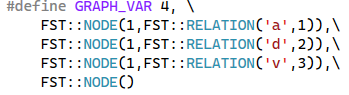 #define GRAPH_VAR 4, \
FST::NODE(1,FST::RELATION('a',1)),\
FST::NODE(1,FST::RELATION('d',2)),\
FST::NODE(1,FST::RELATION('v',3)),\
FST::NODE()